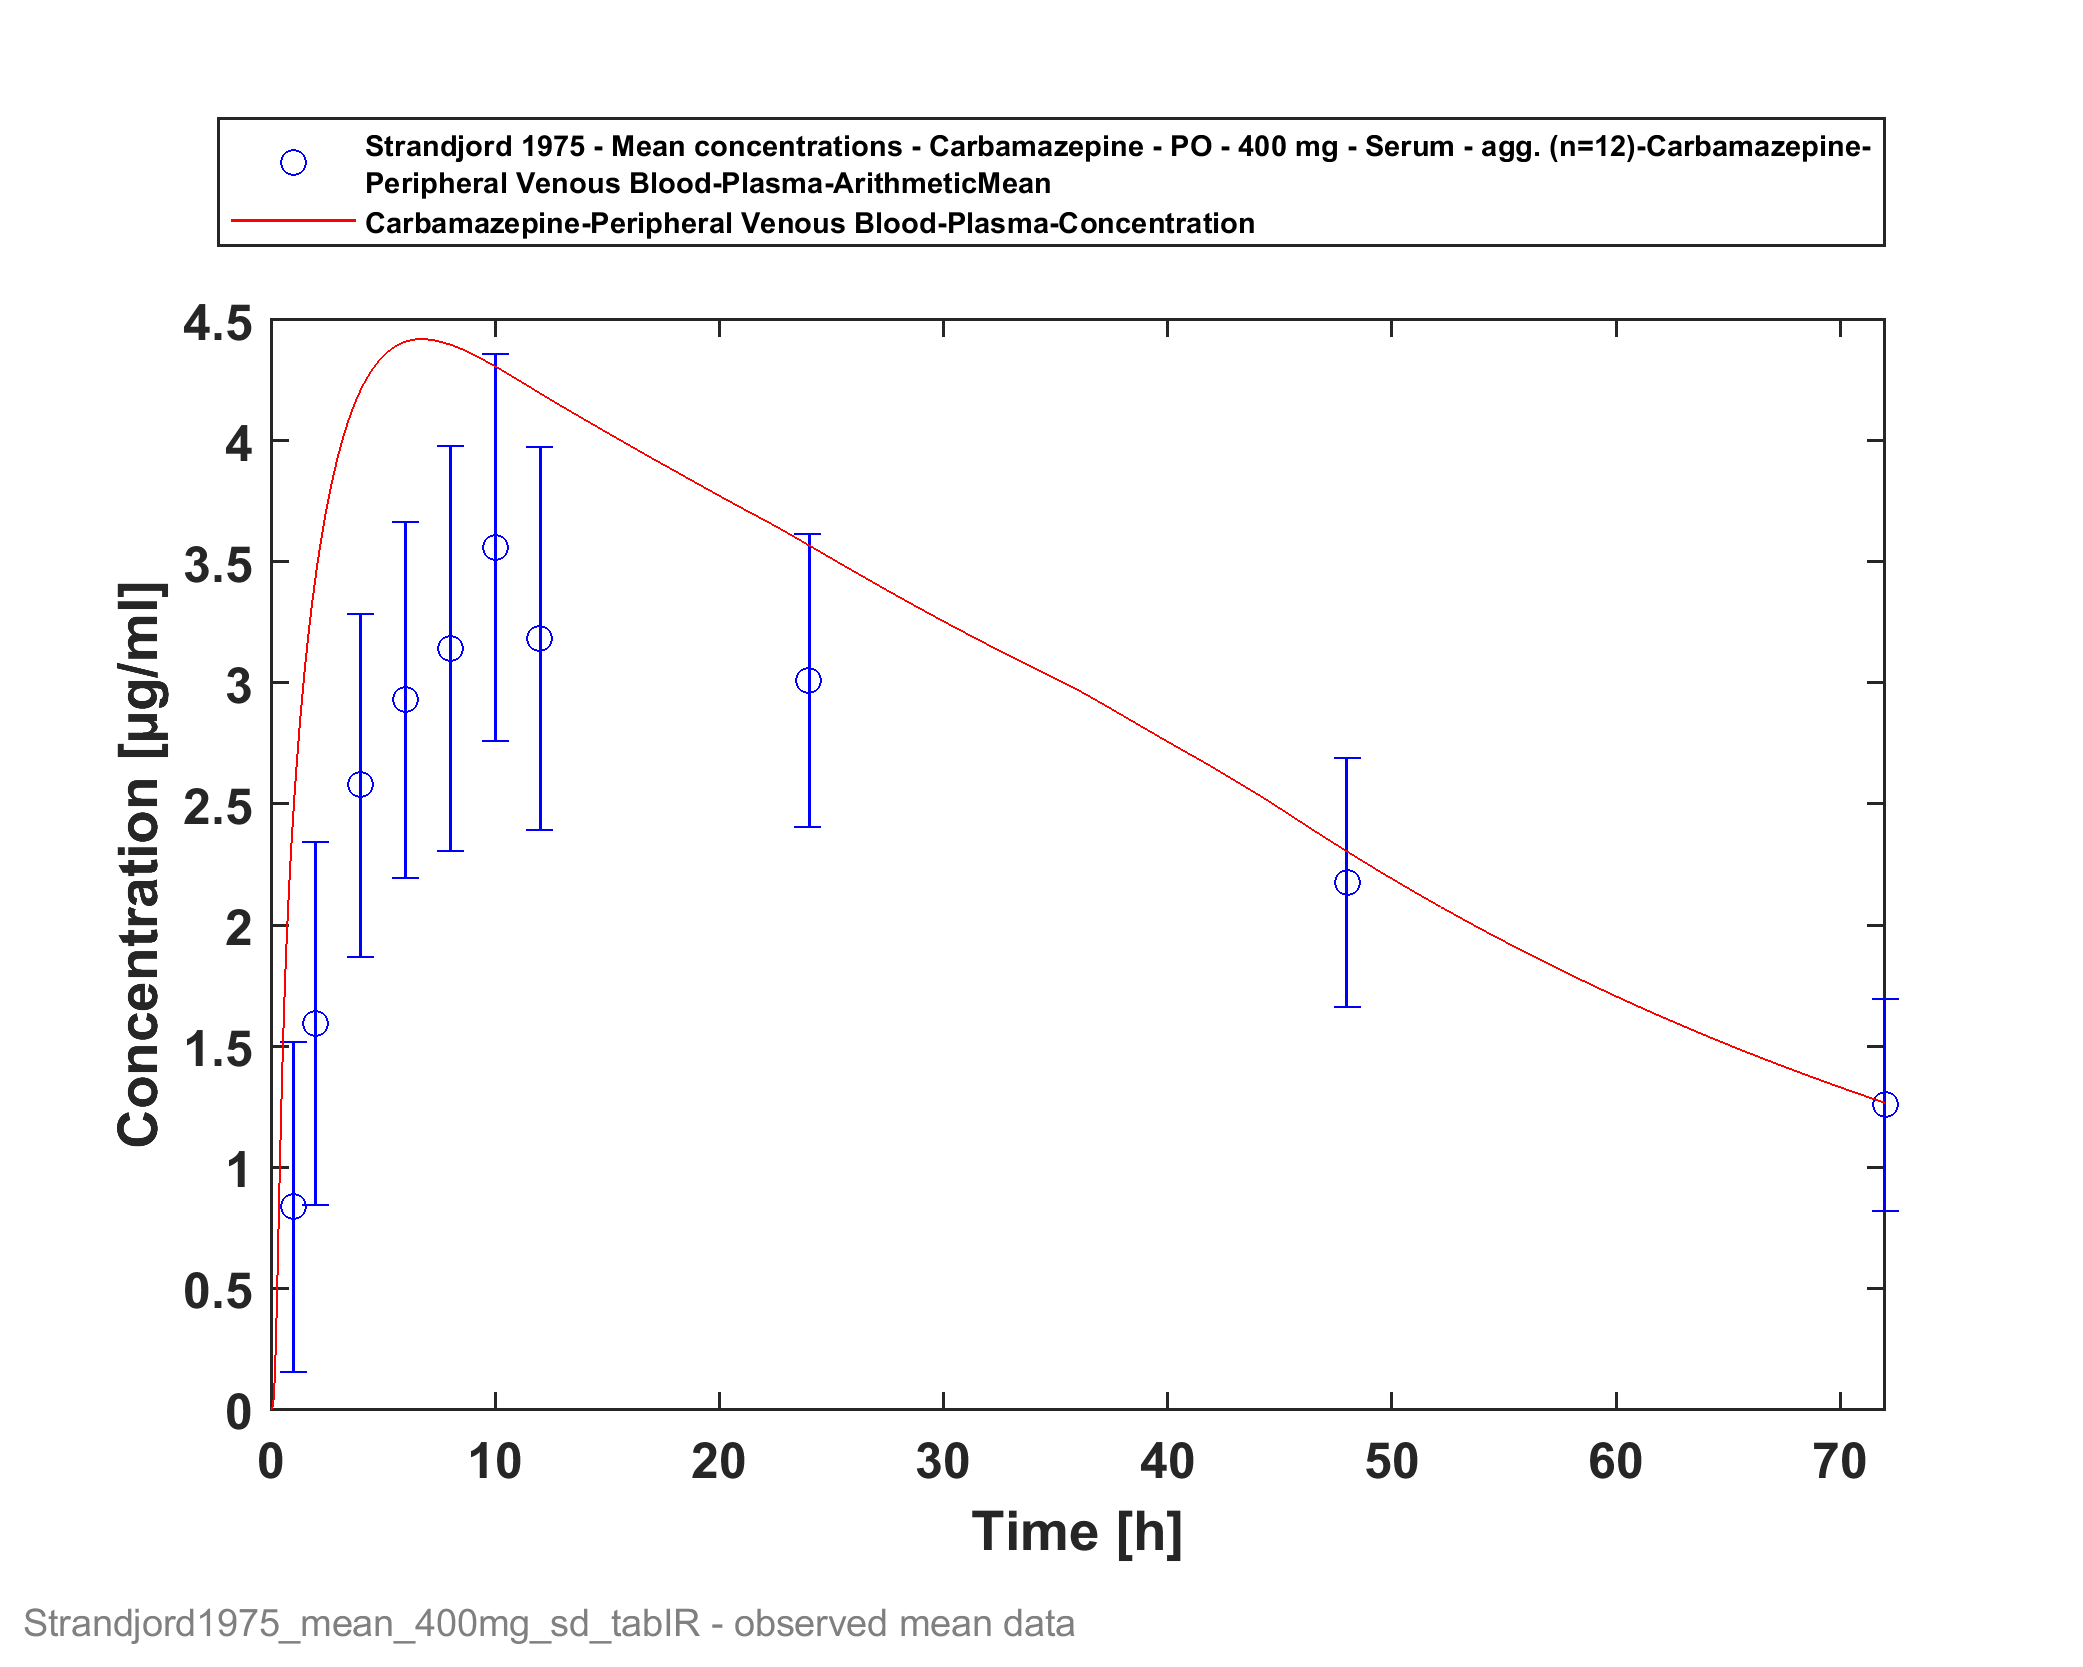 Strandjord 1975 - Mean concentrations - Carbamazepine - PO - 400 mg - Serum - agg. (n=12)-Carbamazepine-
Peripheral Venous Blood-Plasma-ArithmeticMean
Carbamazepine-Peripheral Venous Blood-Plasma-Concentration
4.5
4
3.5
3
2.5
2
1.5
1
0.5
0
Concentration [µg/ml]
0 10 20 30 40 50 60 70
Time [h]
Strandjord1975_mean_400mg_sd_tablR - observed mean data